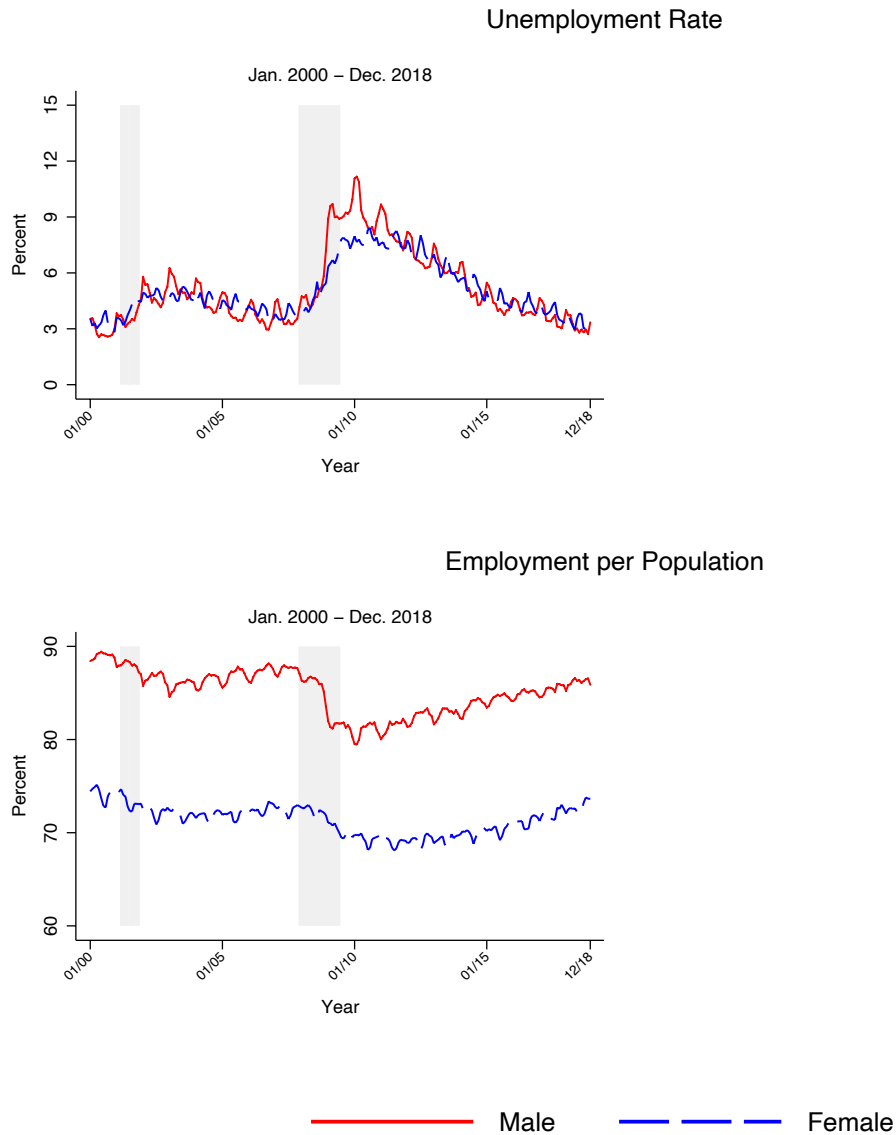 Unemployment Rate
Jan. 2000 – Dec. 2018
Percent
15
12
9
6
3
0
01/00
01/05
01/10
01/15
12/18
Year
Employment per Population
Jan. 2000 – Dec. 2018
Percent
90
80
70
60
01/00
01/05
01/10
01/15
12/18
Year
Male
Female